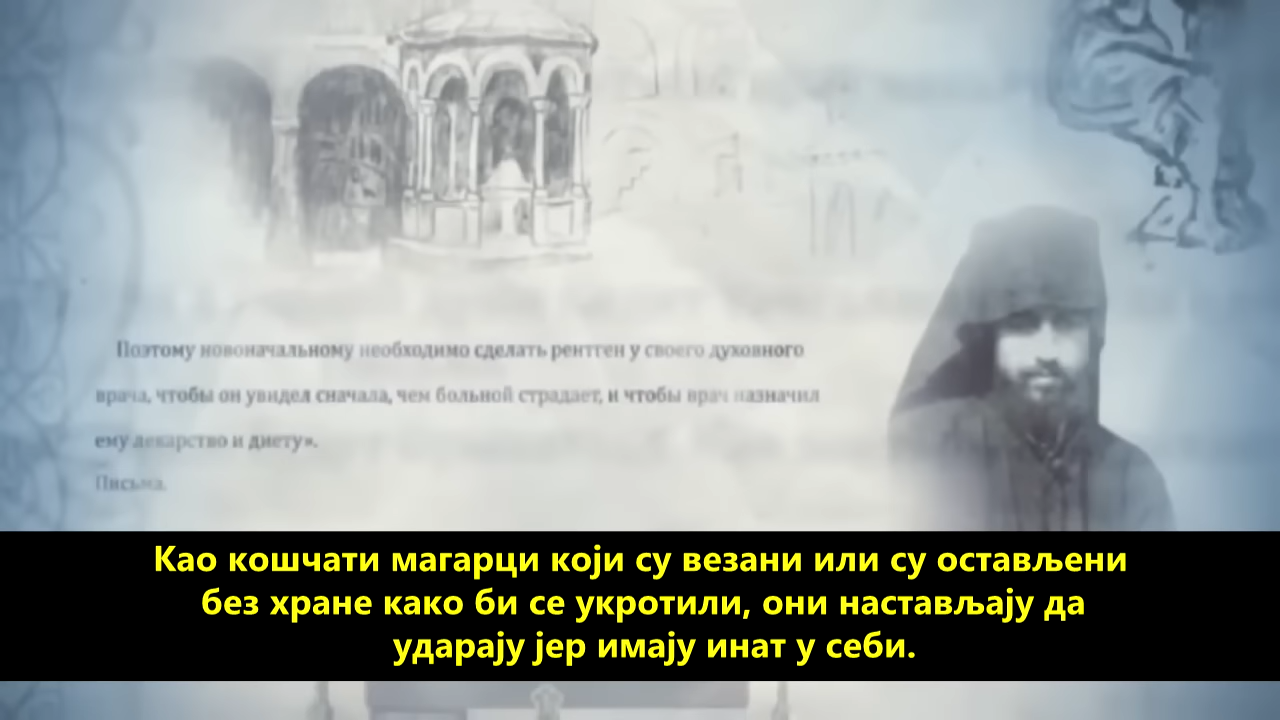 Поэтому новоначальному необходимо сделать рентген у своего духовного
врача, чтобы он увидел сначала, чем больной страдает, и чтобы врач назначил
ему лекарство и диету».
Письма.
Као кошчати магарци који су везани или су остављени
без хране како би се укротили, они настављају да
ударају јер имају инат у себи.